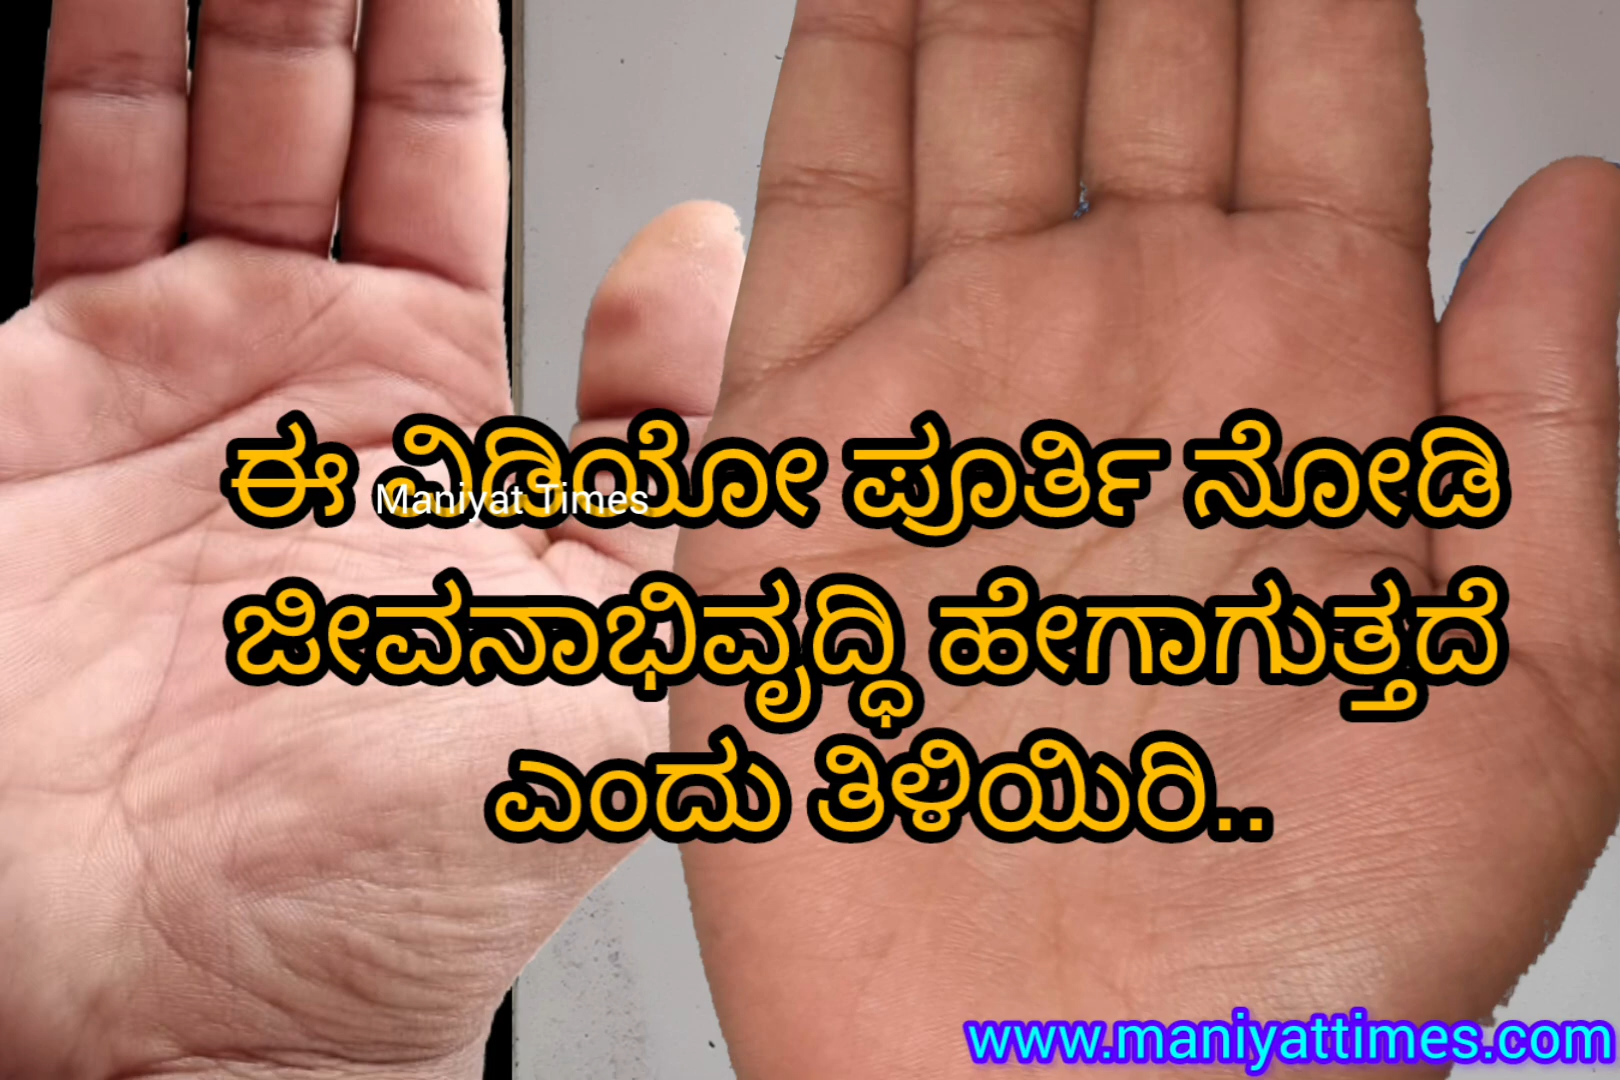 ಈ ವಿಡಿಯೋ ಪೂರ್ತಿ ನೋಡಿ
Maniyat Times
ಜೀವನಾಭಿವೃದ್ಧಿ ಹೇಗಾಗುತ್ತದೆ
ಎಂದು ತಿಳಿಯಿರಿ..
www.maniyattimes.com